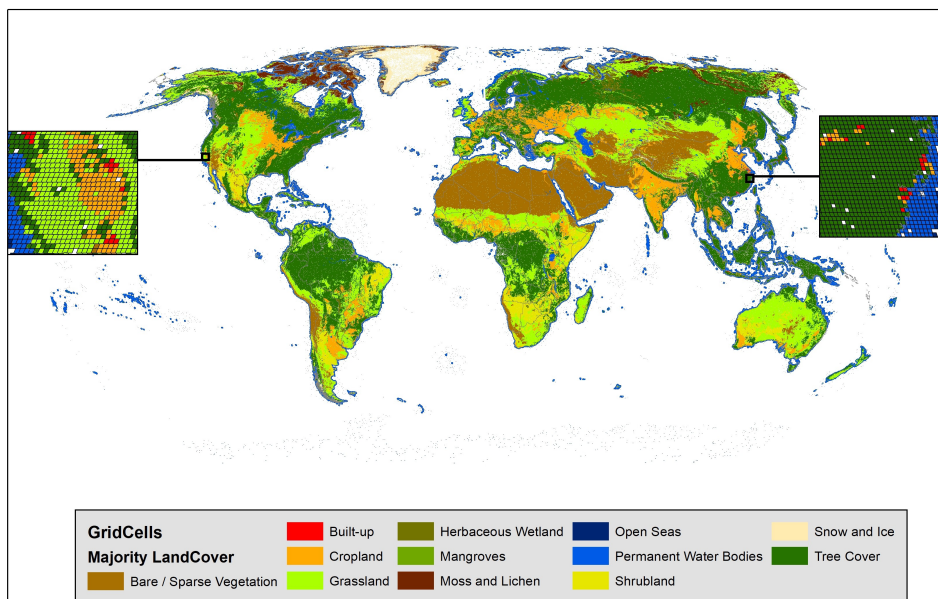 GridCells
Majority LandCover
Bare / Sparse Vegetation
Built-up
Cropland
Grassland
Herbaceous Wetland
Mangroves
Moss and Lichen
Open Seas
Permanent Water Bodies
Shrubland
Snow and Ice
Tree Cover